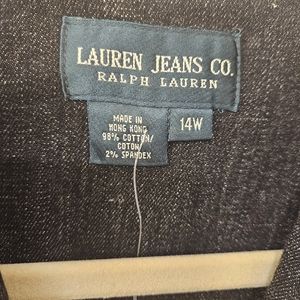 LAUREN JEANS CO.
RALPH LAUREN
MADE IN
HONG KONG
98% COTTON/
COTON
2% SPANDEX
14W